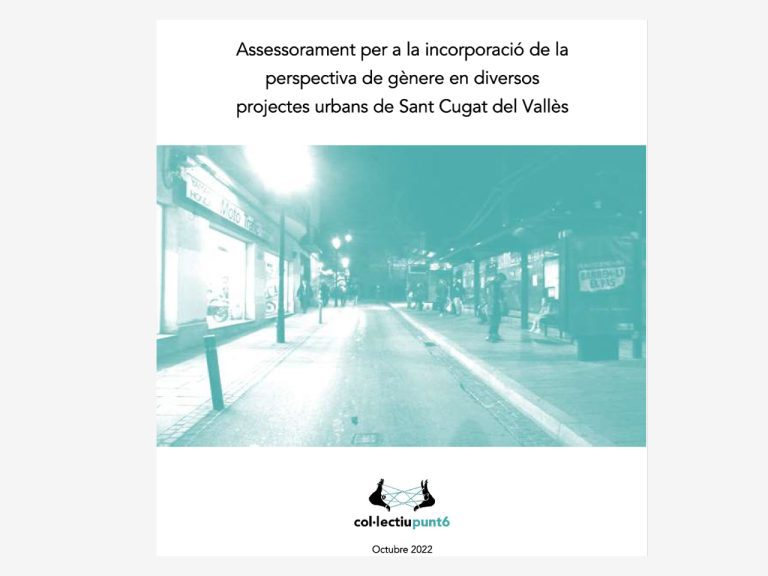 Assessorament per a la incorporació de la
perspectiva de gènere en diversos
projectes urbans de Sant Cugat del Vallès
Moto
col·lectiupunt6
Octubre 2022